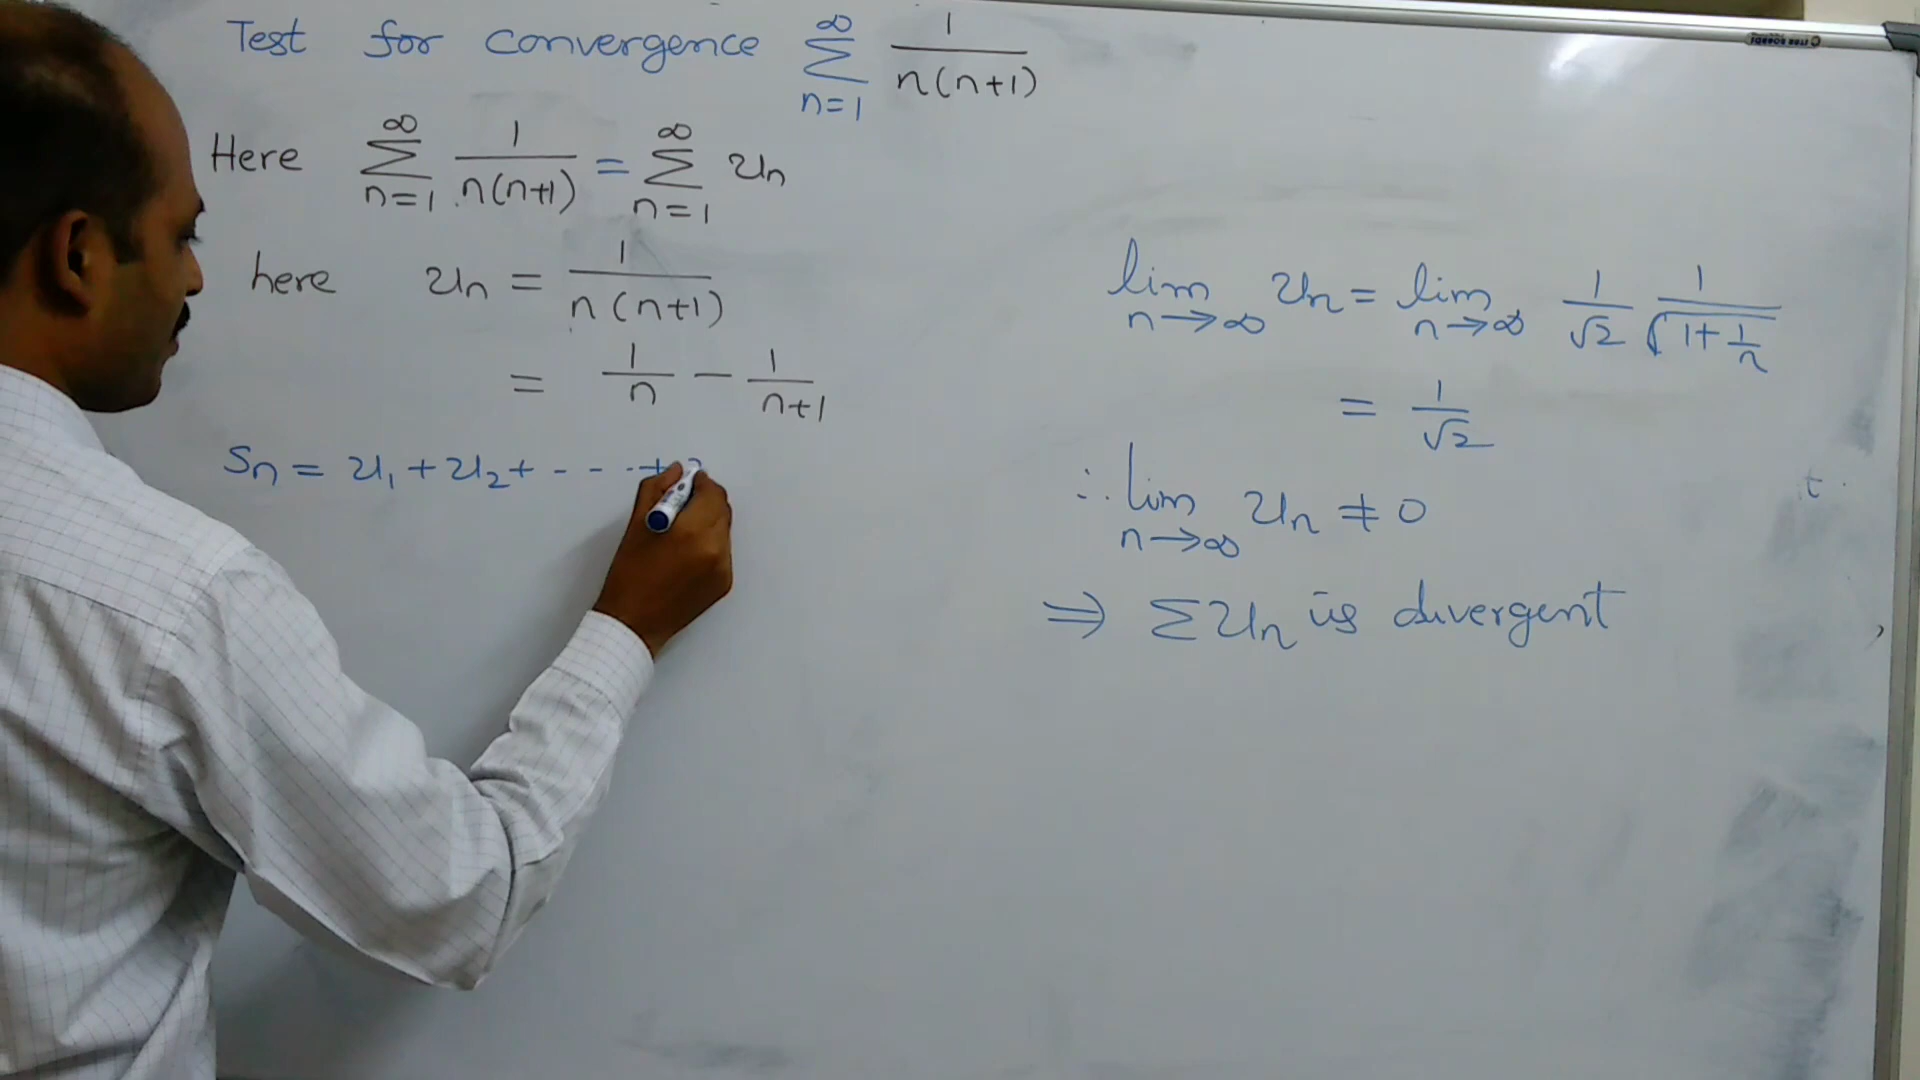 Test for convergence ∞ Σ n=1 1/n(n+1)
Here ∞ Σ n=1 1/n(n+1) = ∞ Σ n=1 un
here un = 1/n(n+1)
= 1/n − 1/n+1
Sn = u1 + u2 + - - - +
lim n→∞ un = lim n→∞ 1/√2 1/√1+1/n
= 1/√2
∴ lim n→∞ un ≠ 0
⇒ Σun is divergent